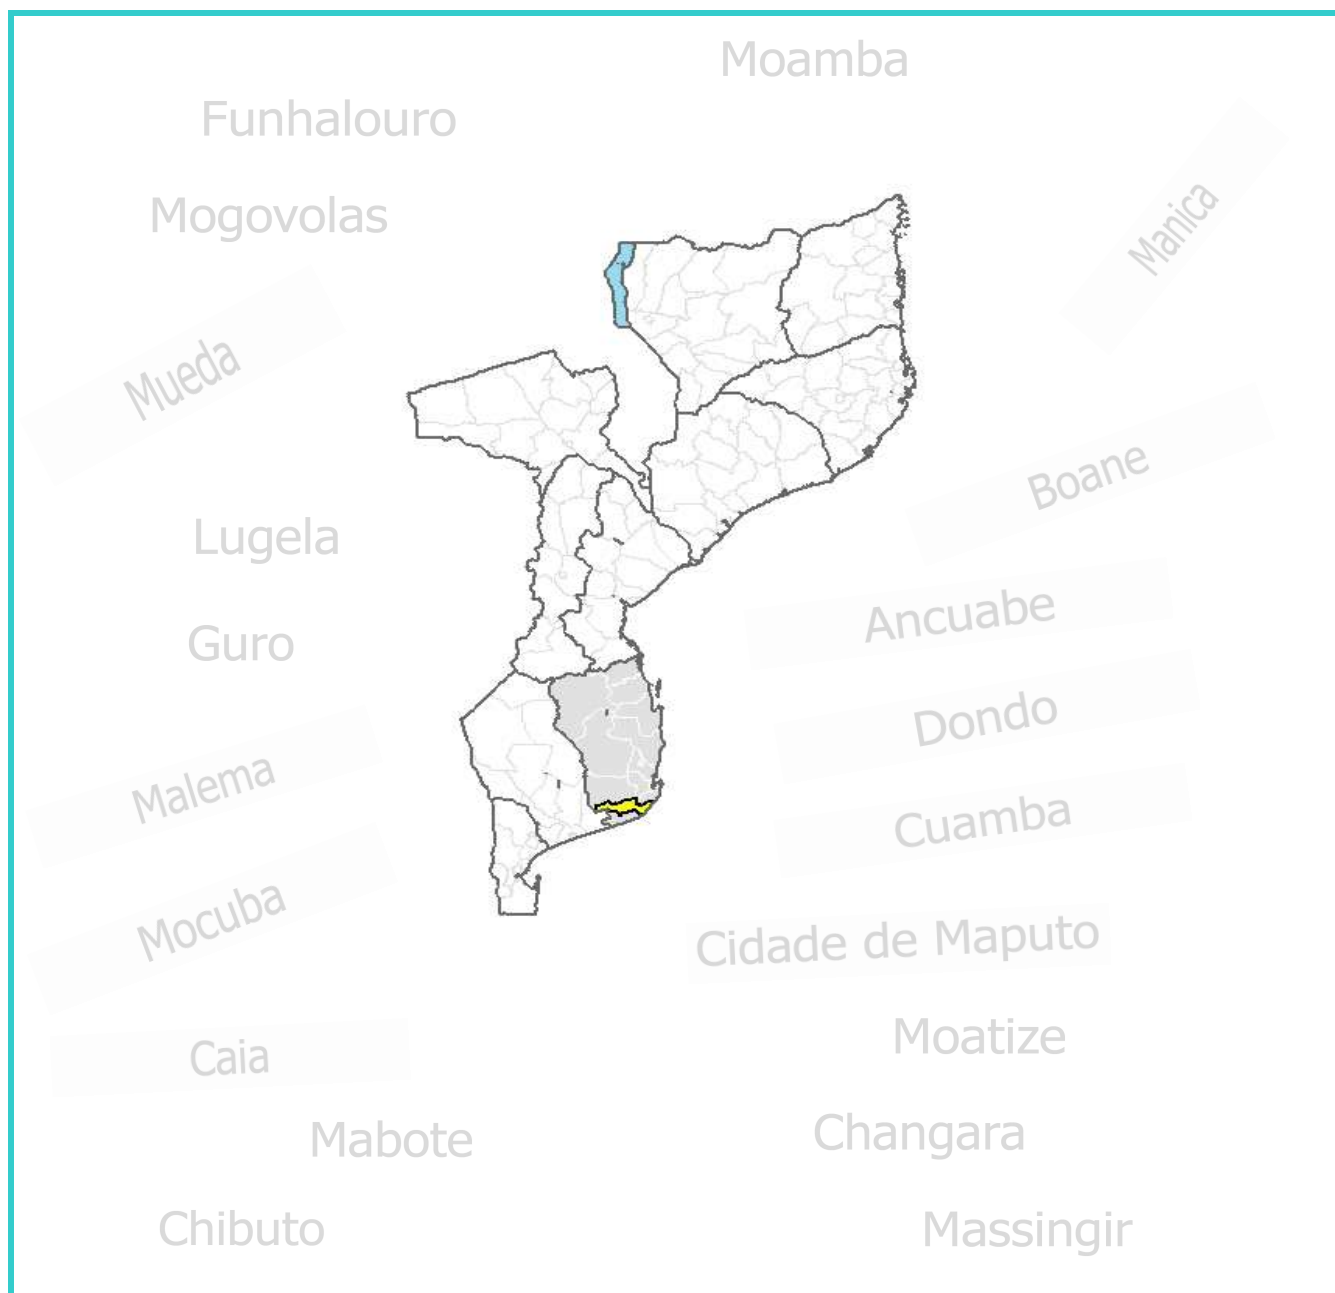 Moamba
Funhalouro
Manica
Mogovolas
Mueda
Boane
Lugela
Ancuabe
Guro
Dondo
Malema
Cuamba
Mocuba
Cidade de Maputo
Caia
Moatize
Mabote
Changara
Chibuto
Massingir